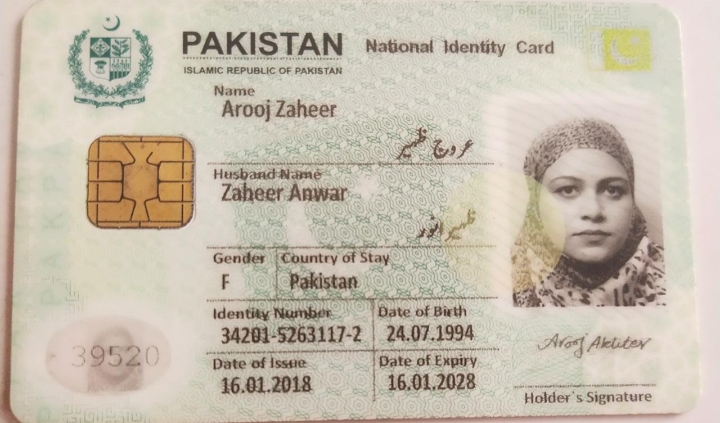 PAKISTAN National Identity Card
ISLAMIC REPUBLIC OF PAKISTAN
Name
Arooj Zaheer
عروج ظہیر
Husband Name
Zaheer Anwar
ظہیر انور
Gender Country of Stay
F Pakistan
Identity Number Date of Birth
34201-5263117-2 24.07.1994
Date of Issue Date of Expiry
16.01.2018 16.01.2028
39520
Arooj Akhter
Holder's Signature